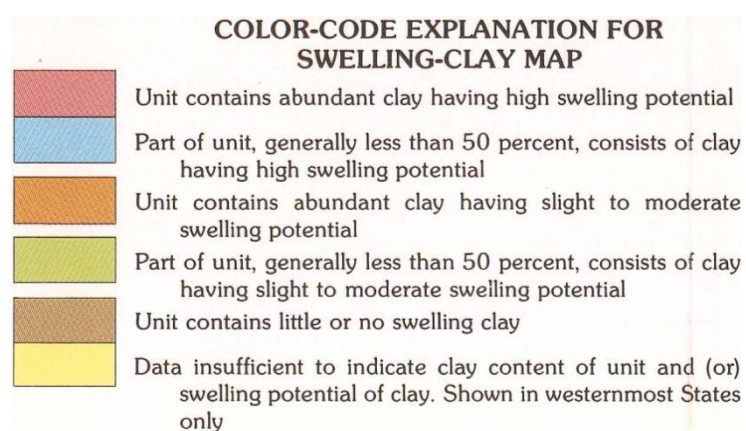 COLOR-CODE EXPLANATION FOR
SWELLING-CLAY MAP
Unit contains abundant clay having high swelling potential
Part of unit, generally less than 50 percent, consists of clay
having high swelling potential
Unit contains abundant clay having slight to moderate
swelling potential
Part of unit, generally less than 50 percent, consists of clay
having slight to moderate swelling potential
Unit contains little or no swelling clay
Data insufficient to indicate clay content of unit and (or)
swelling potential of clay. Shown in westernmost States
only